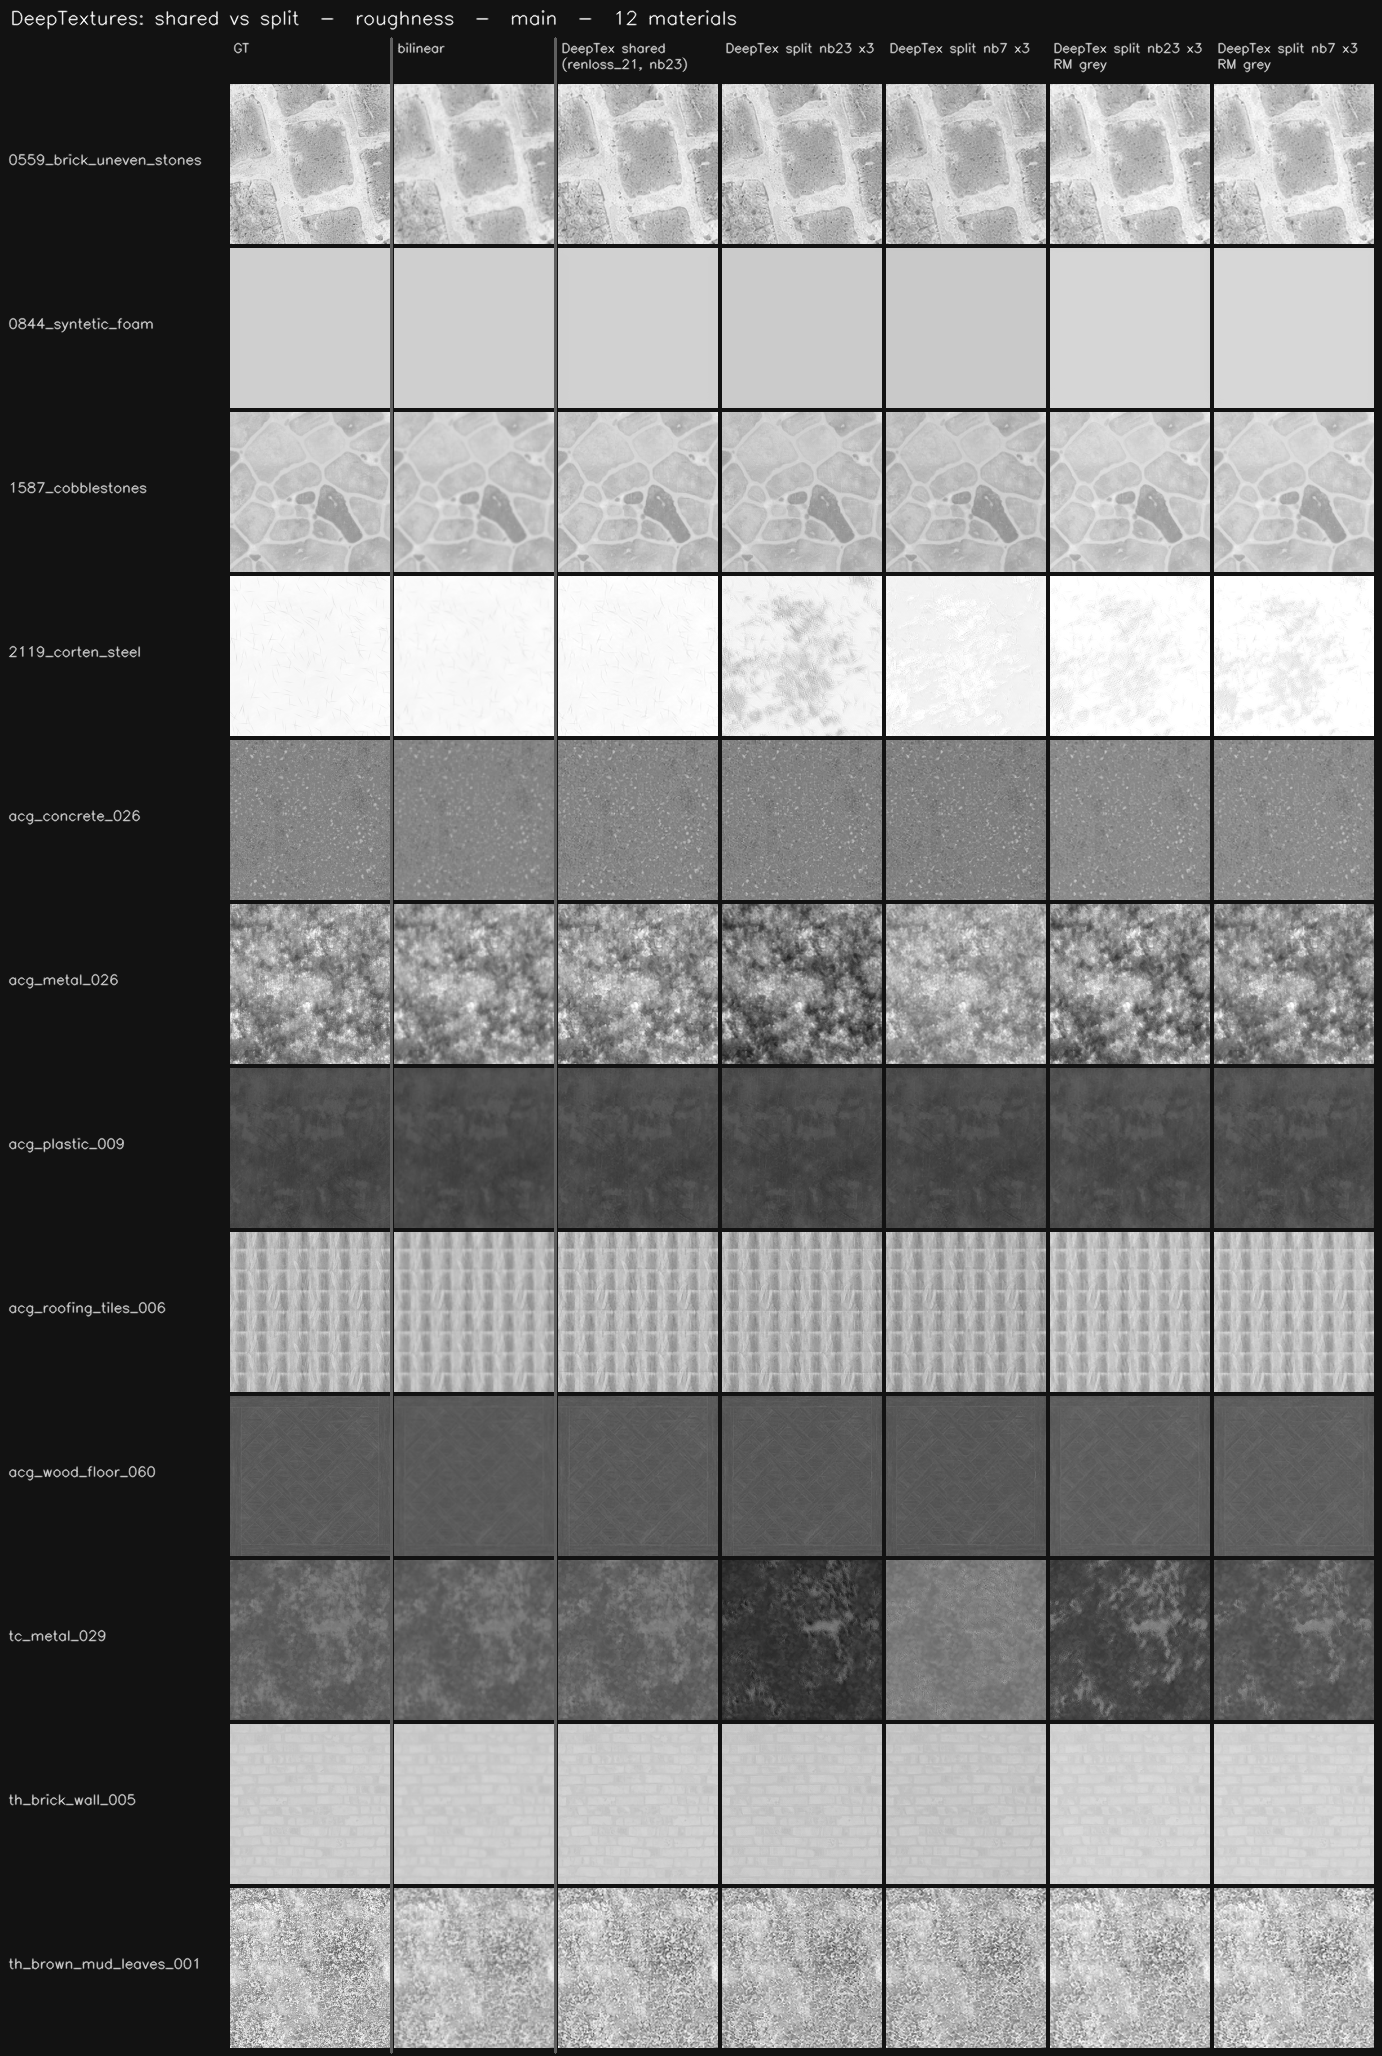 DeepTextures: shared vs split — roughness — main — 12 materials
GT
bilinear
DeepTex shared
(renloss_21, nb23)
DeepTex split nb23 x3
DeepTex split nb7 x3
DeepTex split nb23 x3
RM grey
DeepTex split nb7 x3
RM grey
0559_brick_uneven_stones
0844_syntetic_foam
1587_cobblestones
2119_corten_steel
acg_concrete_026
acg_metal_026
acg_plastic_009
acg_roofing_tiles_006
acg_wood_floor_060
tc_metal_029
th_brick_wall_005
th_brown_mud_leaves_001